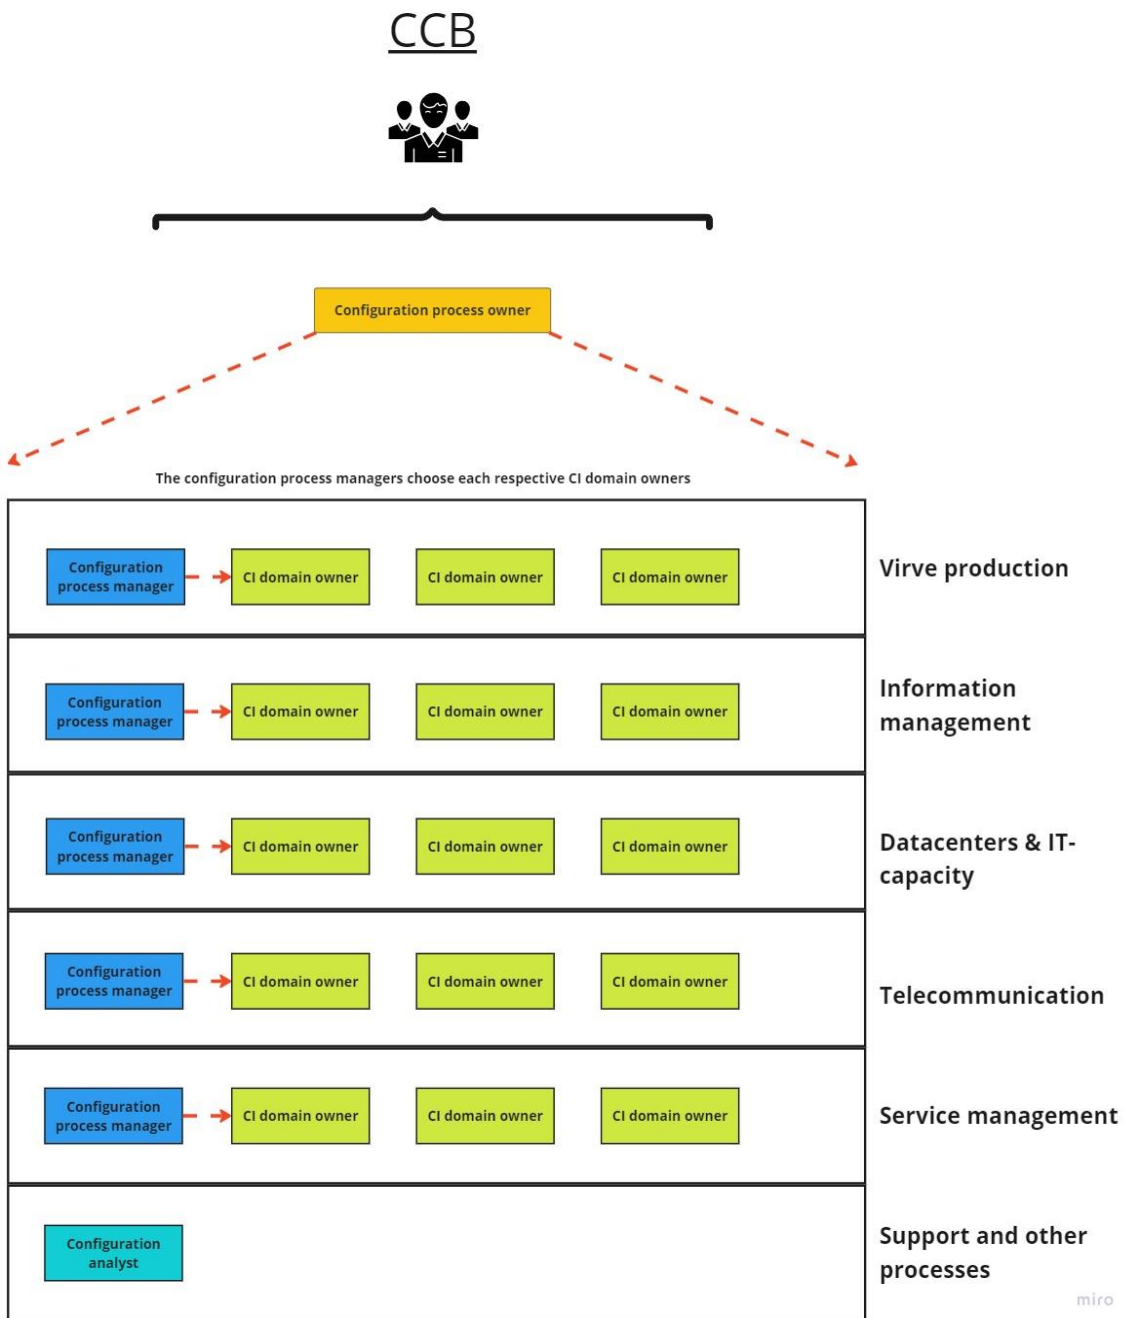 CCB
Configuration process owner
The configuration process managers choose each respective CI domain owners
Configuration
process manager
CI domain owner
CI domain owner
CI domain owner
Virve production
Configuration
process manager
CI domain owner
CI domain owner
CI domain owner
Information
management
Configuration
process manager
CI domain owner
CI domain owner
CI domain owner
Datacenters & IT-
capacity
Configuration
process manager
CI domain owner
CI domain owner
CI domain owner
Telecommunication
Configuration
process manager
CI domain owner
CI domain owner
CI domain owner
Service management
Configuration
analyst
Support and other
processes
miro